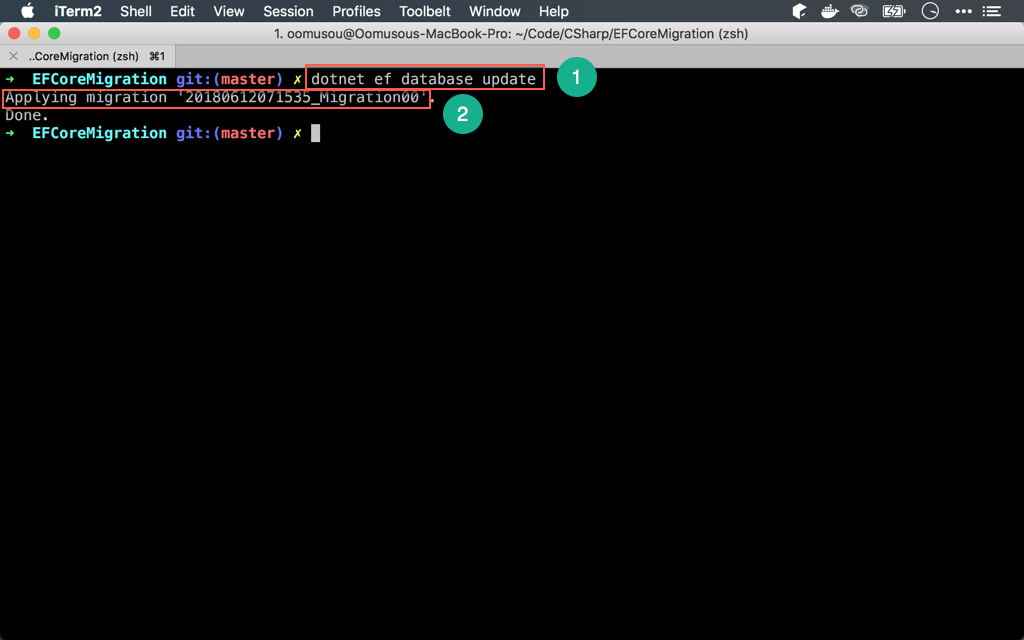 iTerm2 Shell Edit View Session Profiles Toolbelt Window Help
1. oomusou@Oomusous-MacBook-Pro: ~/Code/CSharp/EFCoreMigration (zsh)
..CoreMigration (zsh) ⌘1
➜ EFCoreMigration git:(master) ✗ dotnet ef database update
1
Applying migration '20180612071535_Migration00'.
2
Done.
➜ EFCoreMigration git:(master) ✗